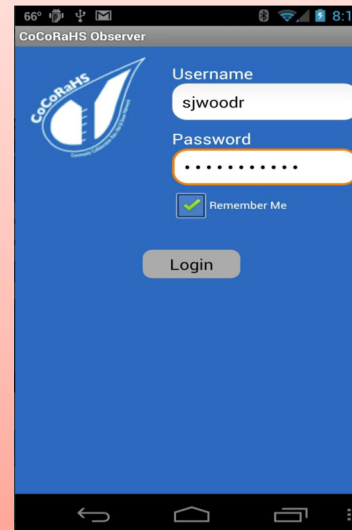 66° 8:1
CoCoRaHS Observer
CoCoRaHS
Username
sjwoodr
Password
•••••••••••
Remember Me
Login